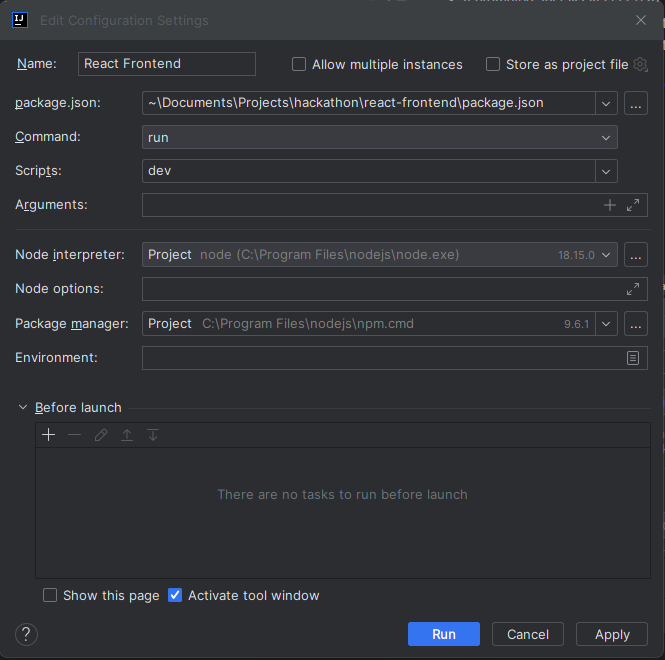 IJ Edit Configuration Settings
Name: React Frontend Allow multiple instances Store as project file
package.json: ~\Documents\Projects\hackathon\react-frontend\package.json ...
Command: run
Scripts: dev
Arguments:
Node interpreter: Project node (C:\Program Files\nodejs\node.exe) 18.15.0 ...
Node options:
Package manager: Project C:\Program Files\nodejs\npm.cmd 9.6.1 ...
Environment:
Before launch
There are no tasks to run before launch
Show this page Activate tool window
? Run Cancel Apply